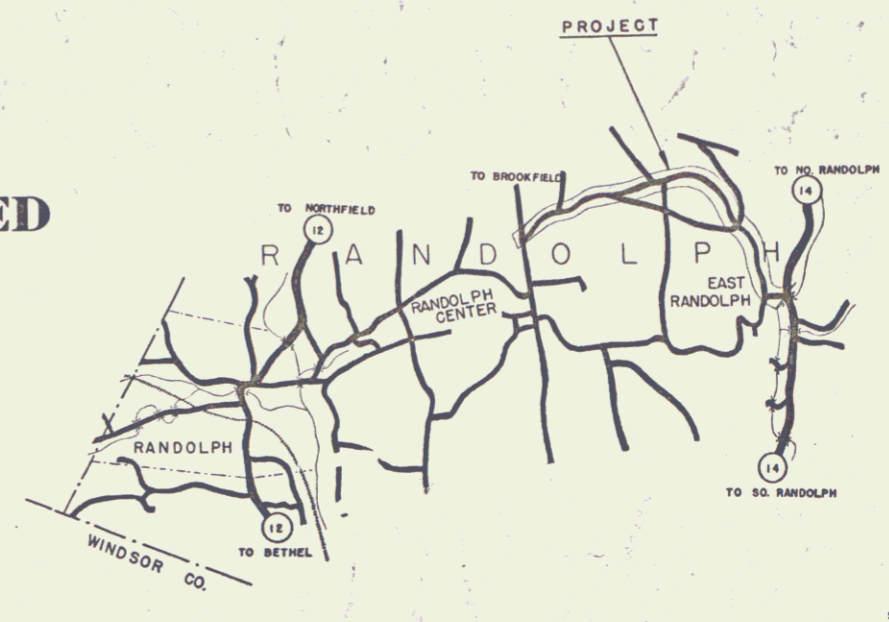 PROJECT
ED
TO BROOKFIELD
TO NO. RANDOLPH
14
TO NORTHFIELD
12
RANDOLPH
EAST
RANDOLPH
RANDOLPH
CENTER
RANDOLPH
14
TO SO. RANDOLPH
12
TO BETHEL
WINDSOR CO.